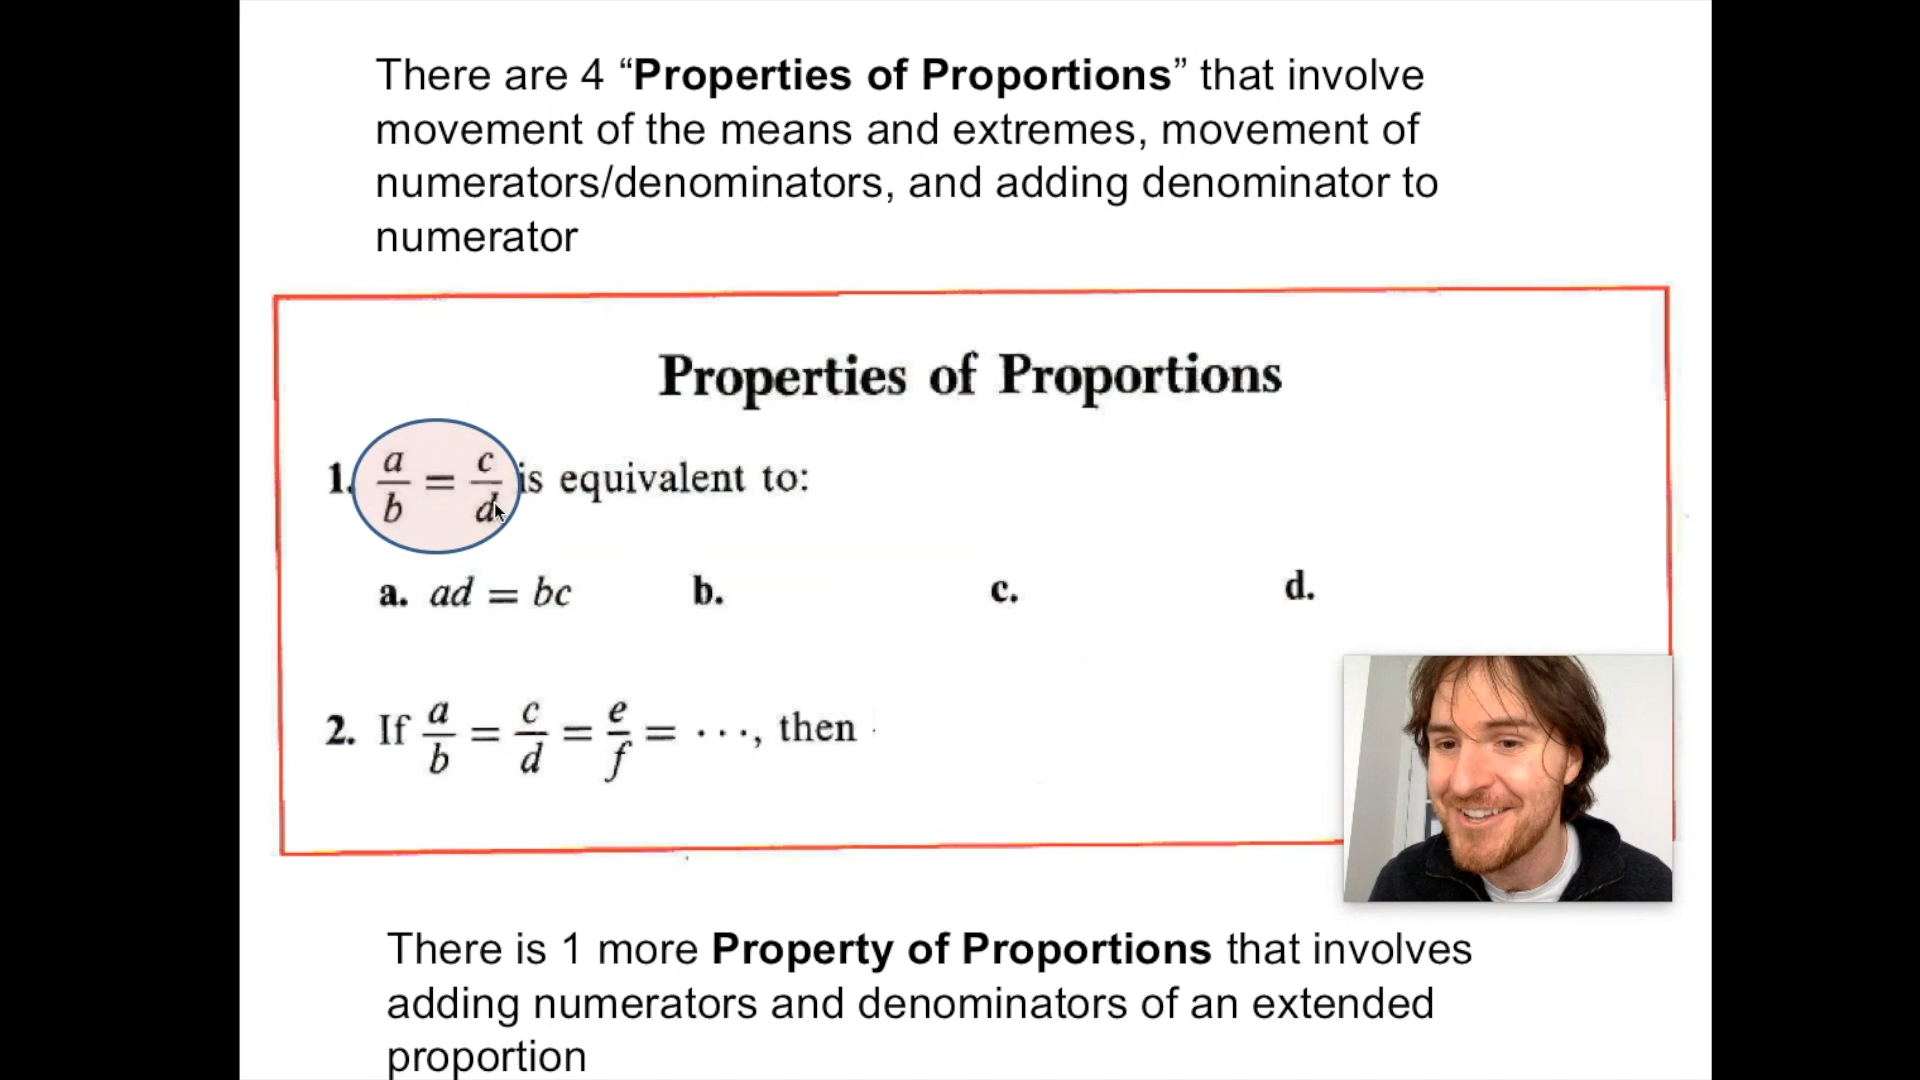 There are 4 “Properties of Proportions” that involve
movement of the means and extremes, movement of
numerators/denominators, and adding denominator to
numerator
Properties of Proportions
1. a/b = c/d is equivalent to:
a. ad = bc b. c. d.
2. If a/b = c/d = e/f = ..., then
There is 1 more Property of Proportions that involves
adding numerators and denominators of an extended
proportion